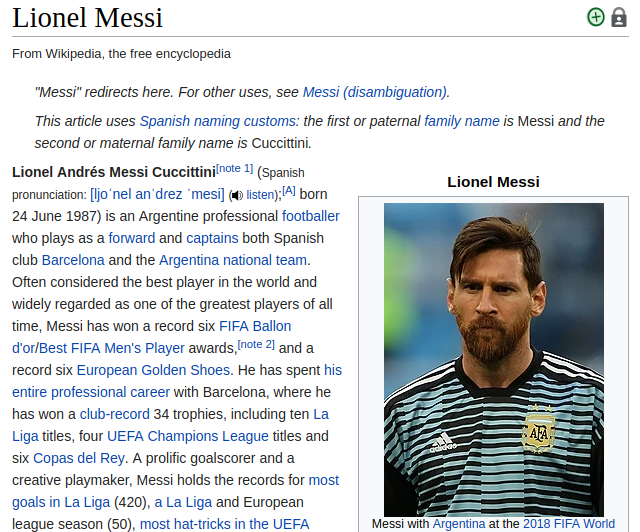 Lionel Messi
From Wikipedia, the free encyclopedia
"Messi" redirects here. For other uses, see Messi (disambiguation).
This article uses Spanish naming customs: the first or paternal family name is Messi and the
second or maternal family name is Cuccittini.
Lionel Andrés Messi Cuccittini[note 1] (Spanish
pronunciation: [ljoˈnel anˈdɾez ˈmesi] (listen);[A] born
24 June 1987) is an Argentine professional footballer
who plays as a forward and captains both Spanish
club Barcelona and the Argentina national team.
Often considered the best player in the world and
widely regarded as one of the greatest players of all
time, Messi has won a record six FIFA Ballon
d'or/Best FIFA Men's Player awards,[note 2] and a
record six European Golden Shoes. He has spent his
entire professional career with Barcelona, where he
has won a club-record 34 trophies, including ten La
Liga titles, four UEFA Champions League titles and
six Copas del Rey. A prolific goalscorer and a
creative playmaker, Messi holds the records for most
goals in La Liga (420), a La Liga and European
league season (50), most hat-tricks in the UEFA
Lionel Messi
adidas
AFA
Messi with Argentina at the 2018 FIFA World